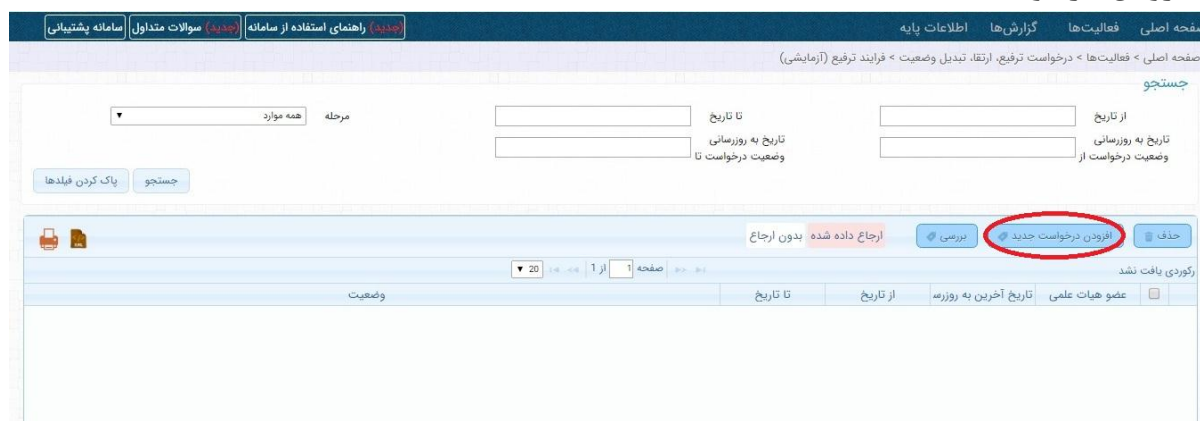 صفحه اصلی فعالیت‌ها گزارش‌ها اطلاعات پایه (جدید) راهنمای استفاده از سامانه (جدید) سوالات متداول سامانه پشتیبانی
صفحه اصلی > فعالیت‌ها > درخواست ترفیع، ارتقا، تبدیل وضعیت > فرایند ترفیع (آزمایشی)
جستجو
از تاریخ تا تاریخ مرحله همه موارد
تاریخ به روزرسانی وضعیت درخواست از تاریخ به روزرسانی وضعیت درخواست تا
جستجو پاک کردن فیلدها
حذف افزودن درخواست جدید بررسی ارجاع داده شده بدون ارجاع
رکوردی یافت نشد صفحه 1 از 1 20
عضو هیات علمی تاریخ آخرین به روزرس از تاریخ تا تاریخ وضعیت